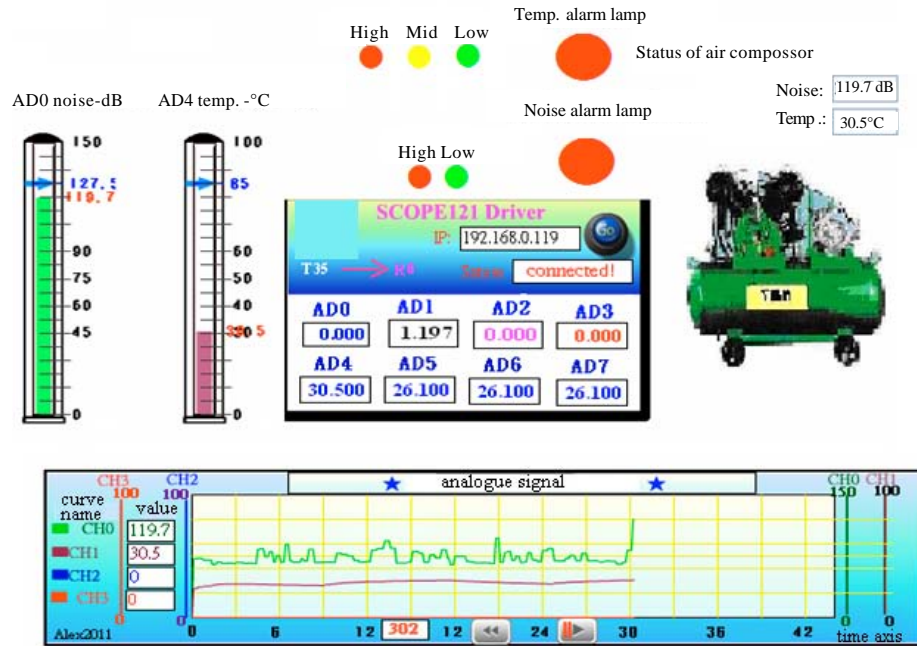 Temp. alarm lamp
High Mid Low
Status of air compossor
Noise: 119.7 dB
Temp.: 30.5°C
AD0 noise-dB
AD4 temp. -°C
Noise alarm lamp
High Low
150
127.5
119.7
90
75
60
45
0
100
85
60
50
40
30
0
SCOPE121 Driver
IP: 192.168.0.119
Go
T35
connected!
AD0 AD1 AD2 AD3
0.000 1.197 0.000 0.000
AD4 AD5 AD6 AD7
30.500 26.100 26.100 26.100
CH3 CH2
analogue signal
CH0 CH1
100 100
150 100
curve name
value
CH0 119.7
CH1 30.5
CH2 0
CH3 0
0 0
0 0
Alex2011
0 6 12 302 12 24 30 36 42
time axis